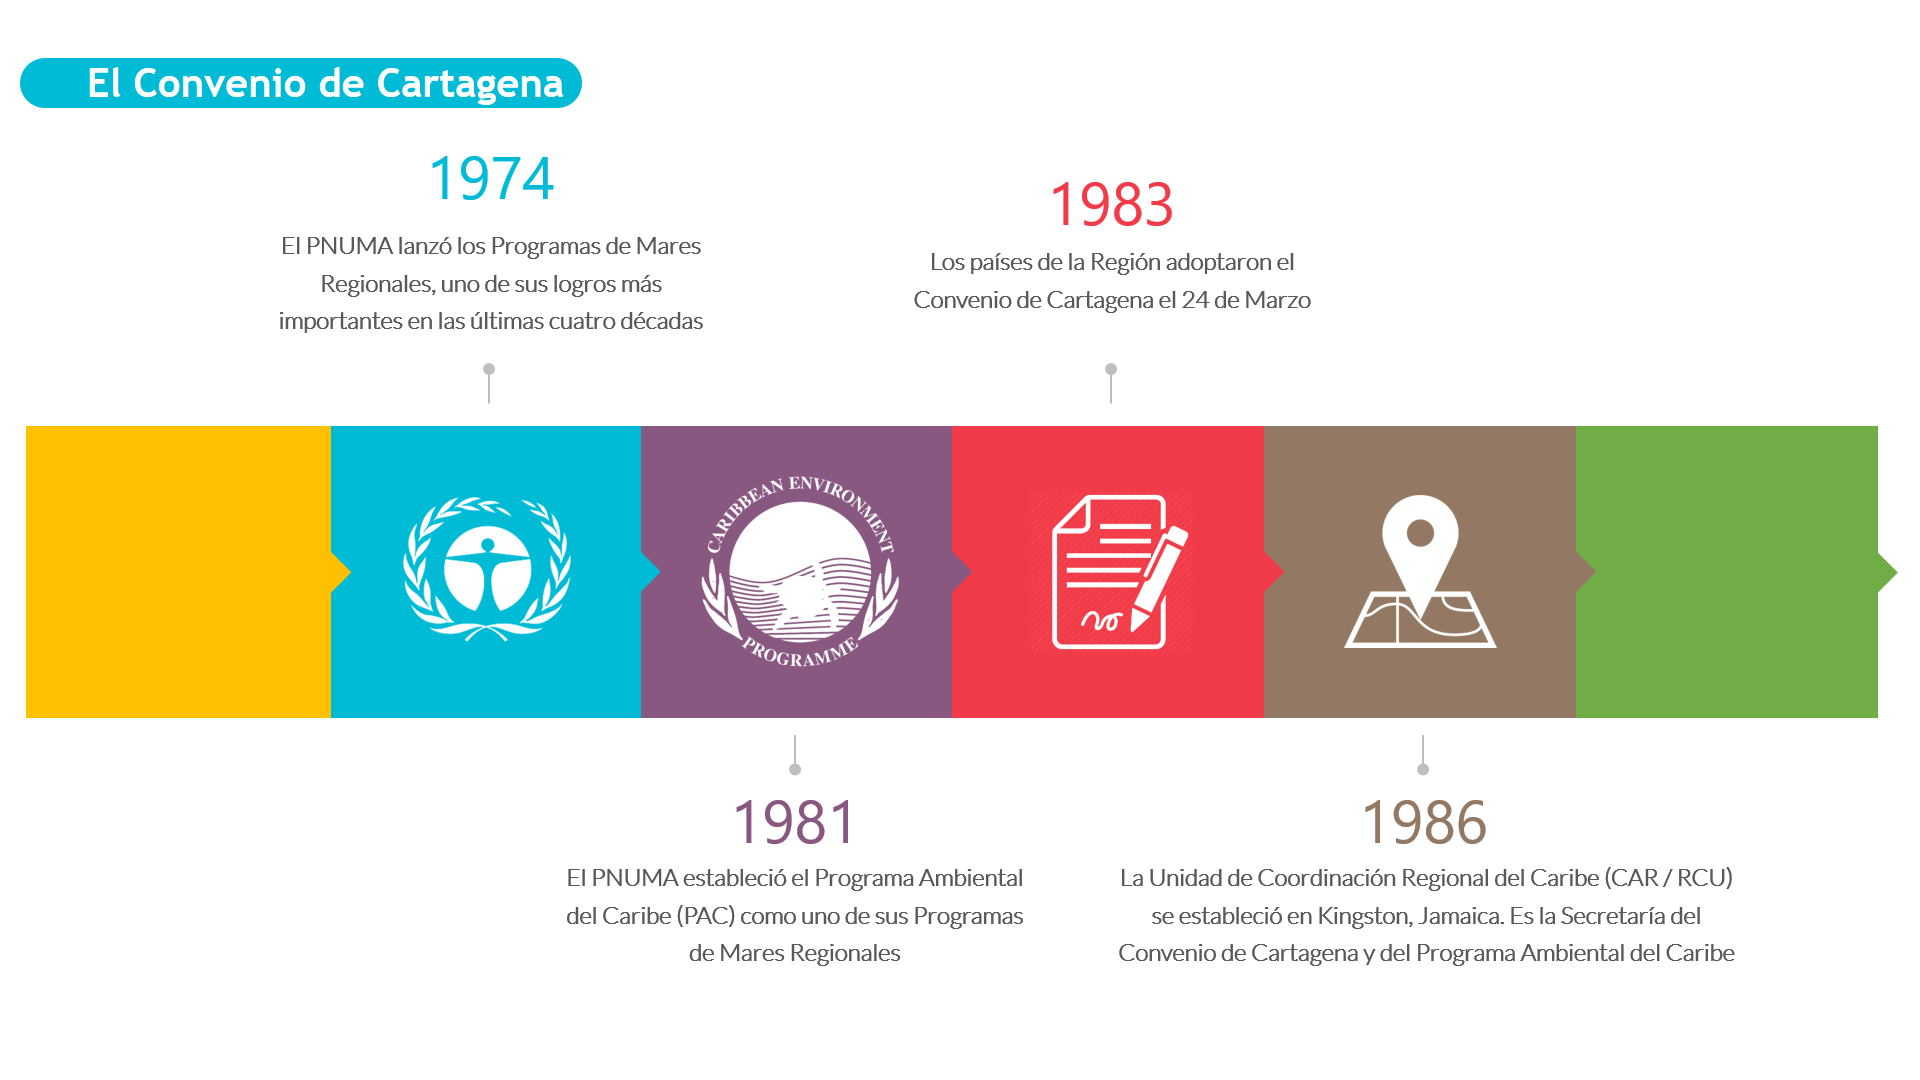 El Convenio de Cartagena
1974
El PNUMA lanzó los Programas de Mares
Regionales, uno de sus logros más
importantes en las últimas cuatro décadas
1983
Los países de la Región adoptaron el
Convenio de Cartagena el 24 de Marzo
CARIBBEAN ENVIRONMENT
PROGRAMME
1981
El PNUMA estableció el Programa Ambiental
del Caribe (PAC) como uno de sus Programas
de Mares Regionales
1986
La Unidad de Coordinación Regional del Caribe (CAR / RCU)
se estableció en Kingston, Jamaica. Es la Secretaría del
Convenio de Cartagena y del Programa Ambiental del Caribe